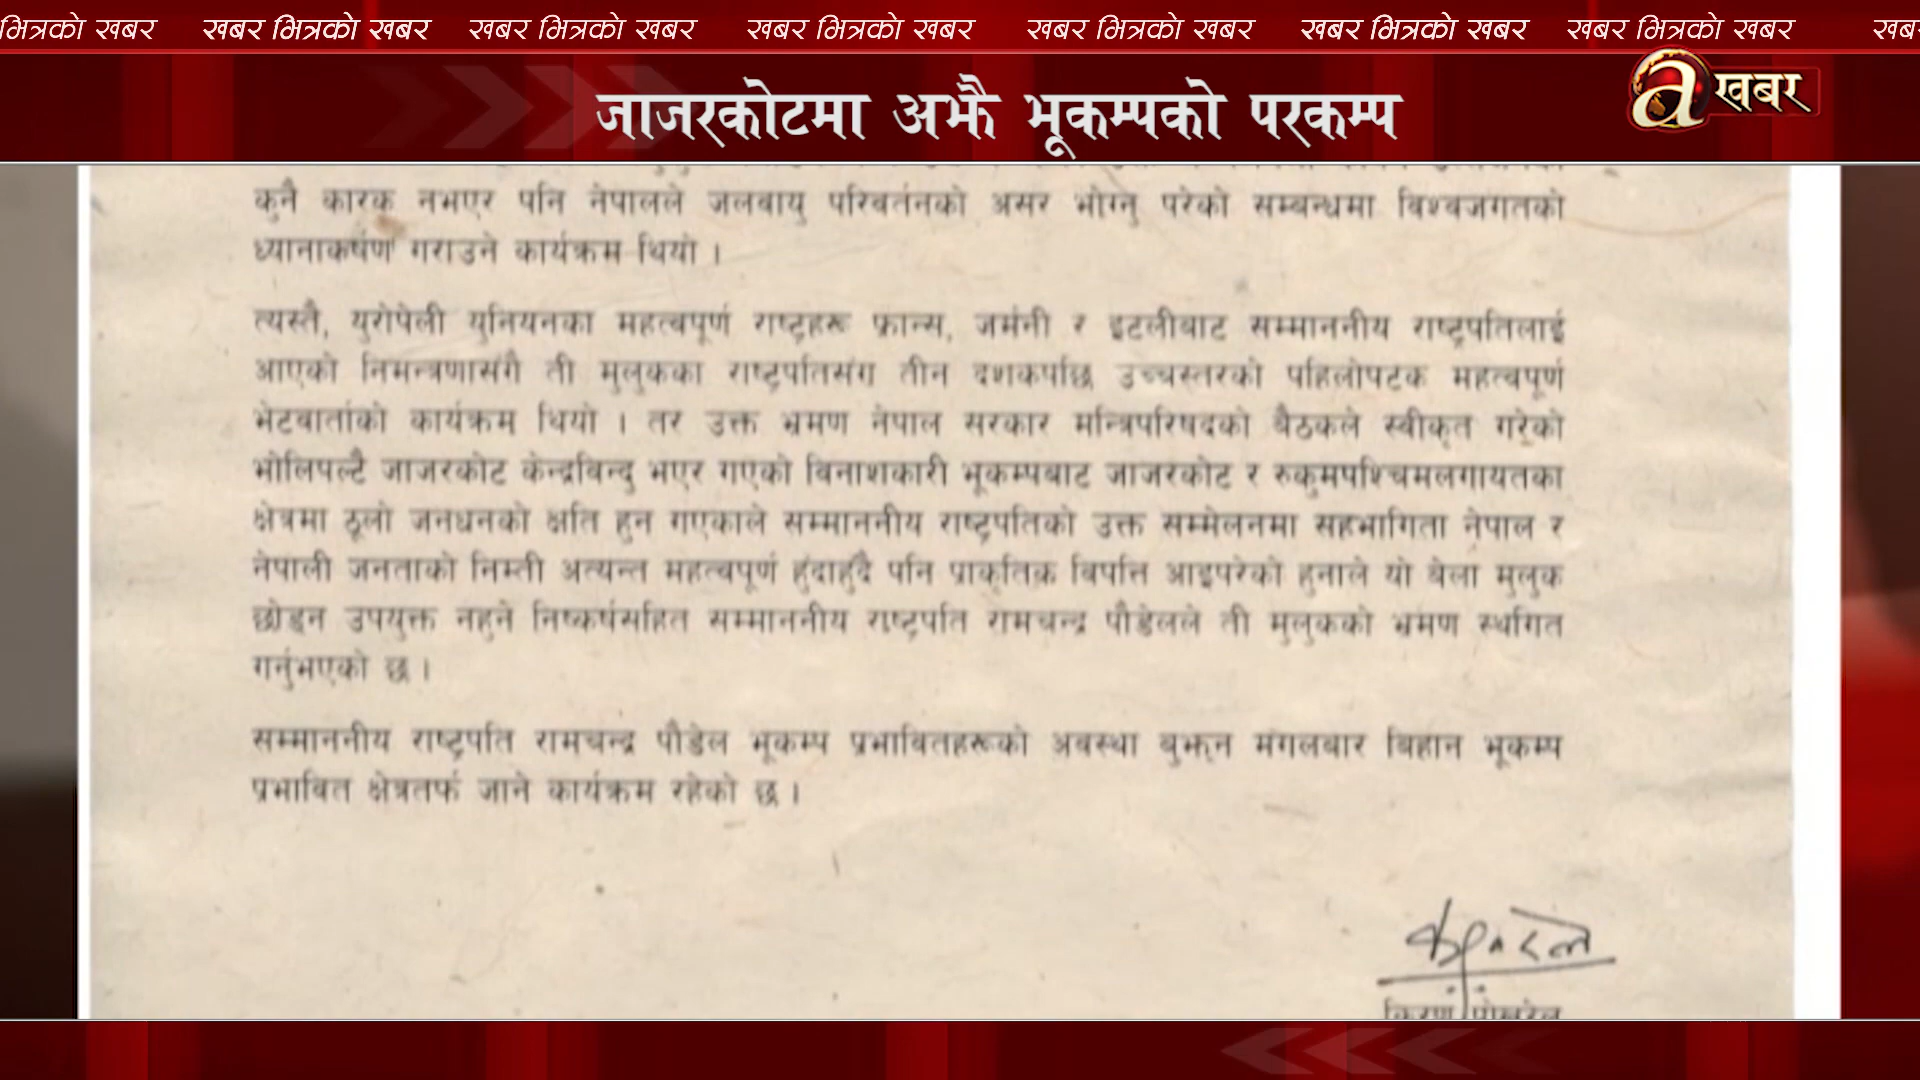 भित्रको खबर खबर भित्रको खबर खबर भित्रको खबर खबर भित्रको खबर खबर भित्रको खबर खबर भित्रको खबर खबर भित्रको खबर
जाजरकोटमा अझै भूकम्पको परकम्प
a खबर
कुनै कारक नभएर पनि नेपालले जलवायु परिवर्तनको असर भोग्नु परेको सम्बन्धमा विश्वजगतको
ध्यानाकर्षण गराउने कार्यक्रम थियो ।
त्यस्तै, युरोपेली युनियनका महत्वपूर्ण राष्ट्रहरू फ्रान्स, जर्मनी र इटलीबाट सम्माननीय राष्ट्रपतिलाई
आएको निमन्त्रणासंगै ती मुलुकका राष्ट्रपतिसंग तीन दशकपछि उच्चस्तरको पहिलोपटक महत्वपूर्ण
भेटवार्ताको कार्यक्रम थियो । तर उक्त भ्रमण नेपाल सरकार मन्त्रिपरिषदको बैठकले स्वीकृत गरेको
भोलिपल्टै जाजरकोट केन्द्रविन्दु भएर गएको विनाशकारी भूकम्पबाट जाजरकोट र रुकुमपश्चिमलगायतका
क्षेत्रमा ठूलो जनधनको क्षति हुन गएकाले सम्माननीय राष्ट्रपतिको उक्त सम्मेलनमा सहभागिता नेपाल र
नेपाली जनताको निम्ती अत्यन्त महत्वपूर्ण हुंदाहुंदै पनि प्राकृतिक विपत्ति आइपरेको हुनाले यो बेला मुलुक
छोड्न उपयुक्त नहुने निष्कर्षसहित सम्माननीय राष्ट्रपति रामचन्द्र पौडेलले ती मुलुकको भ्रमण स्थगित
गर्नुभएको छ ।
सम्माननीय राष्ट्रपति रामचन्द्र पौडेल भूकम्प प्रभावितहरूको अवस्था बुझ्न मंगलबार बिहान भूकम्प
प्रभावित क्षेत्रतर्फ जाने कार्यक्रम रहेको छ ।
किरण पोखरेल